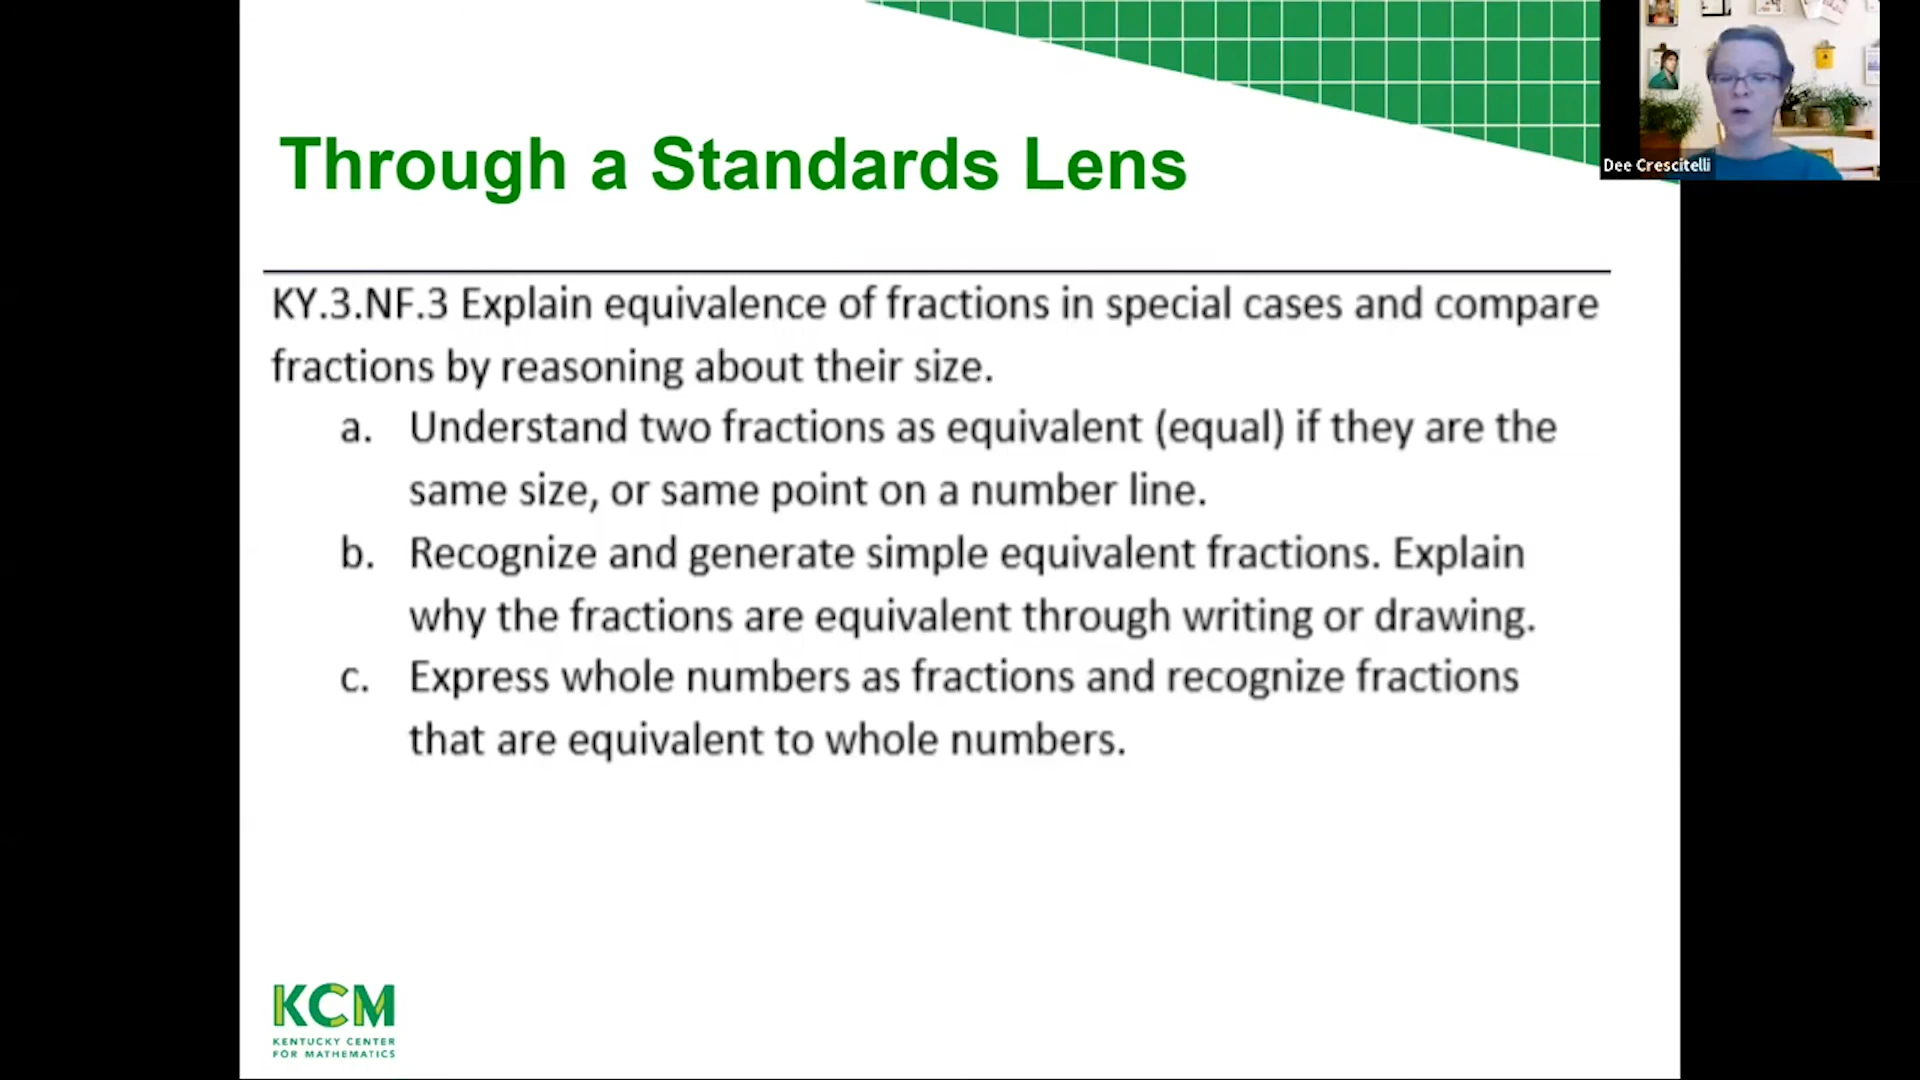 Through a Standards Lens
Dee Crescitelli
KY.3.NF.3 Explain equivalence of fractions in special cases and compare
fractions by reasoning about their size.
a. Understand two fractions as equivalent (equal) if they are the
same size, or same point on a number line.
b. Recognize and generate simple equivalent fractions. Explain
why the fractions are equivalent through writing or drawing.
c. Express whole numbers as fractions and recognize fractions
that are equivalent to whole numbers.
KCM
KENTUCKY CENTER
FOR MATHEMATICS